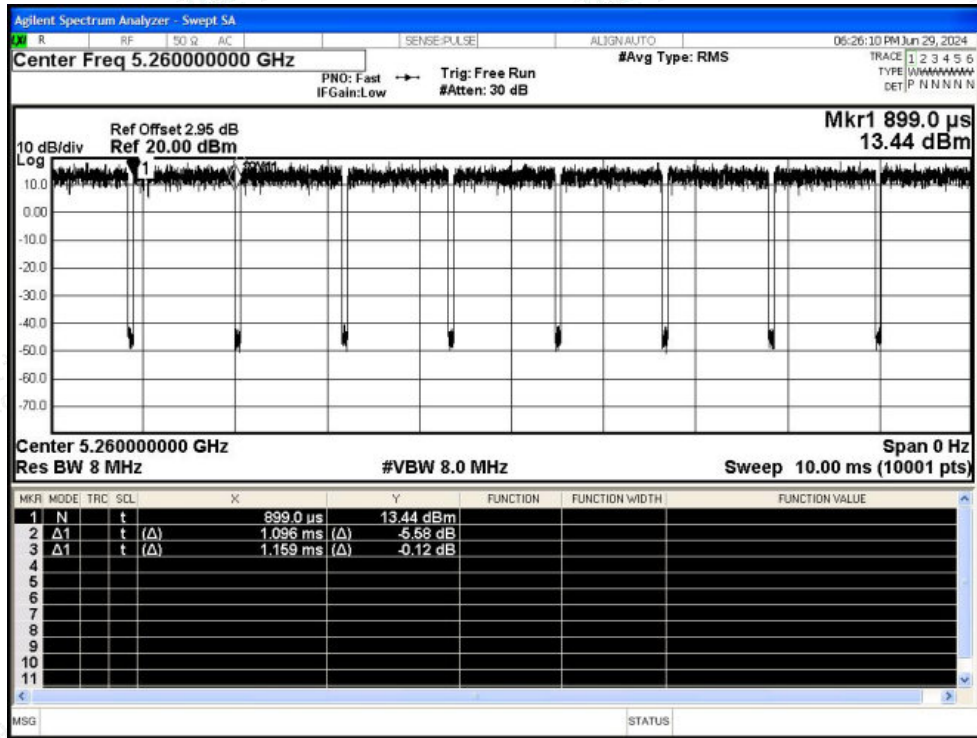 Agilent Spectrum Analyzer - Swept SA
LXI R RF 50 Ω AC SENSE:PULSE ALIGNAUTO 06:26:10 PM Jun 29, 2024
Center Freq 5.260000000 GHz
#Avg Type: RMS
TRACE 1 2 3 4 5 6
PNO: Fast Trig: Free Run
TYPE
IFGain:Low #Atten: 30 dB
DET P N N N N N
Mkr1 899.0 µs
13.44 dBm
Ref Offset 2.95 dB
10 dB/div Ref 20.00 dBm
Log
1
10.0
0.00
-10.0
-20.0
-30.0
-40.0
-50.0
-60.0
-70.0
Center 5.260000000 GHz Span 0 Hz
Res BW 8 MHz #VBW 8.0 MHz Sweep 10.00 ms (10001 pts)
MKR MODE TRC SCL X Y FUNCTION FUNCTION WIDTH FUNCTION VALUE
1 N t 899.0 µs 13.44 dBm
2 Δ1 t (Δ) 1.096 ms (Δ) -5.58 dB
3 Δ1 t (Δ) 1.159 ms (Δ) -0.12 dB
4
5
6
7
8
9
10
11
MSG STATUS